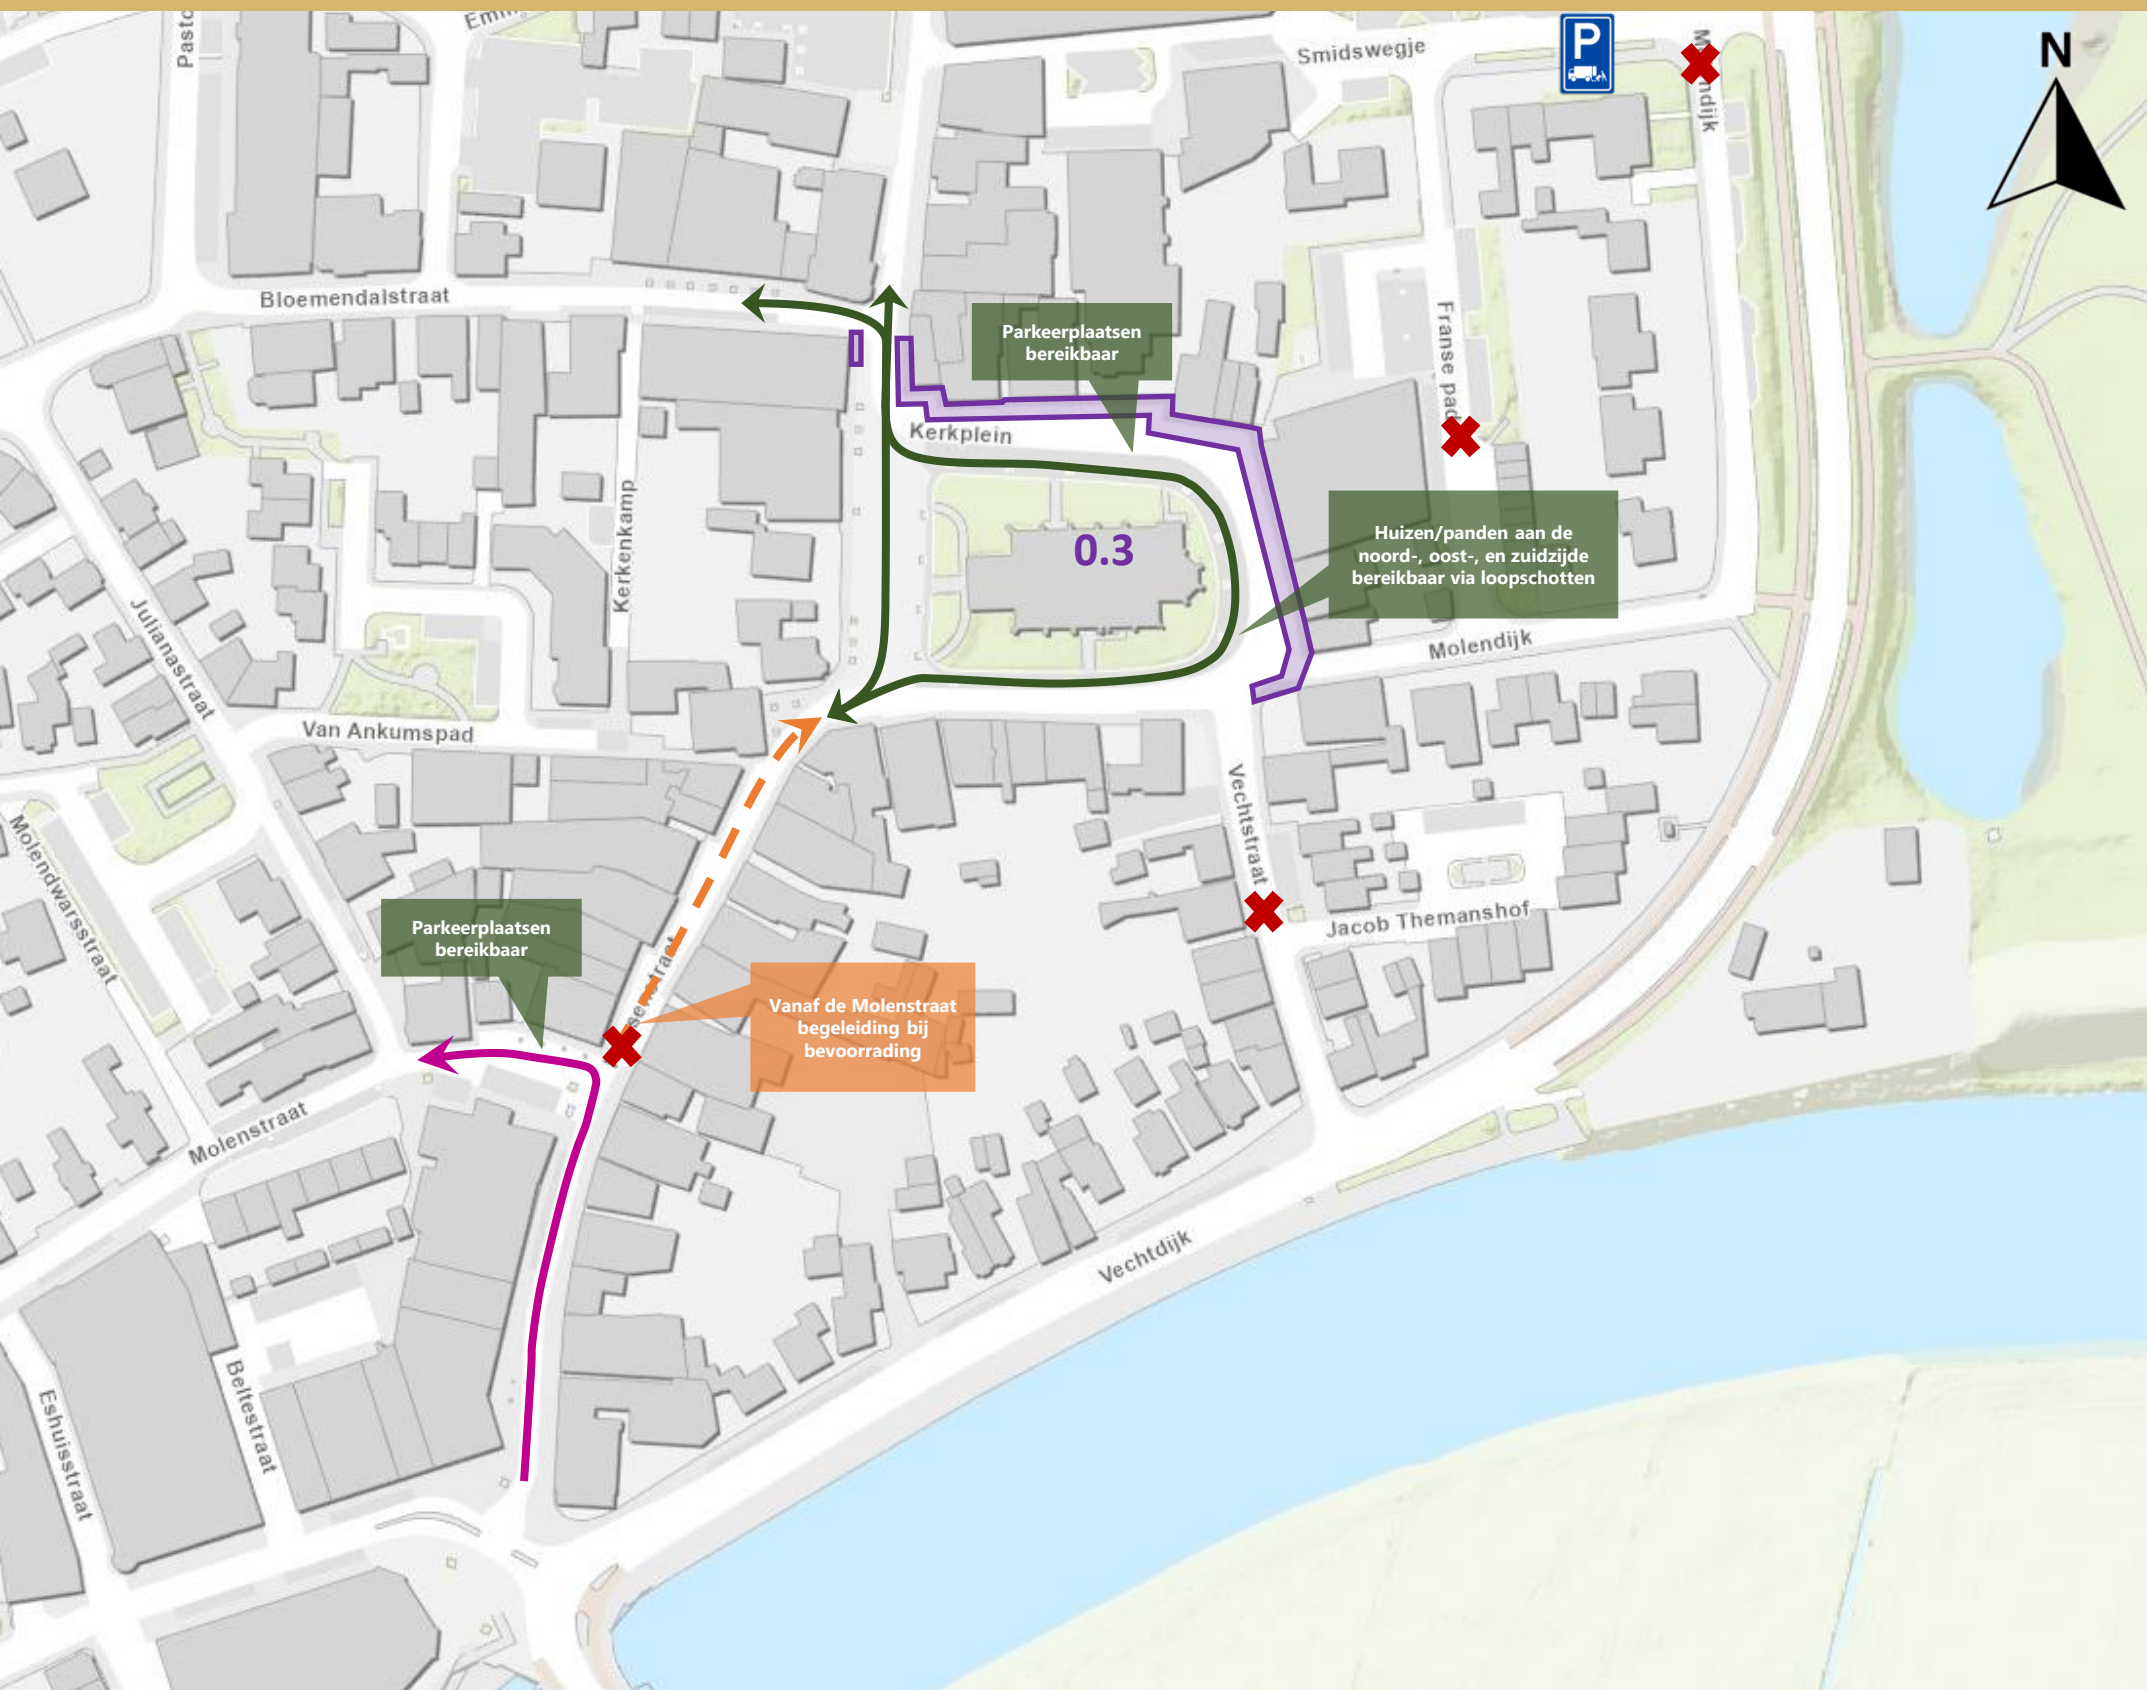 Smidswegje
P
N
Bloemendalstraat
Parkeerplaatsen
bereikbaar
Franse pad
Kerkplein
Kerkenkamp
0.3
Huizen/panden aan de
noord-, oost-, en zuidzijde
bereikbaar via loopschotten
Julianastraat
Molendijk
Van Ankumspad
Vechtstraat
Molendwarsstraat
Jacob Themanshof
Parkeerplaatsen
bereikbaar
Vanaf de Molenstraat
begeleiding bij
bevoorrading
Molenstraat
Vechtdijk
Beltestraat
Eshuisstraat